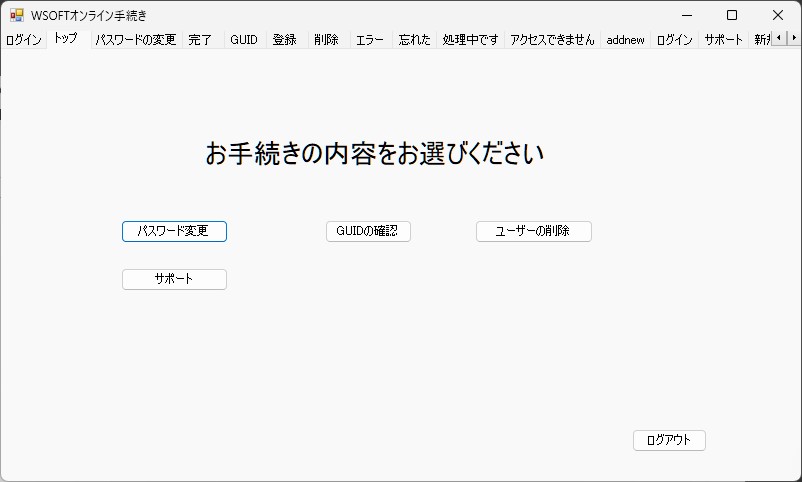 WSOFTオンライン手続き
ログイン トップ パスワードの変更 完了 GUID 登録 削除 エラー 忘れた 処理中です アクセスできません addnew ログイン サポート
お手続きの内容をお選びください
パスワード変更 GUIDの確認 ユーザーの削除
サポート
ログアウト